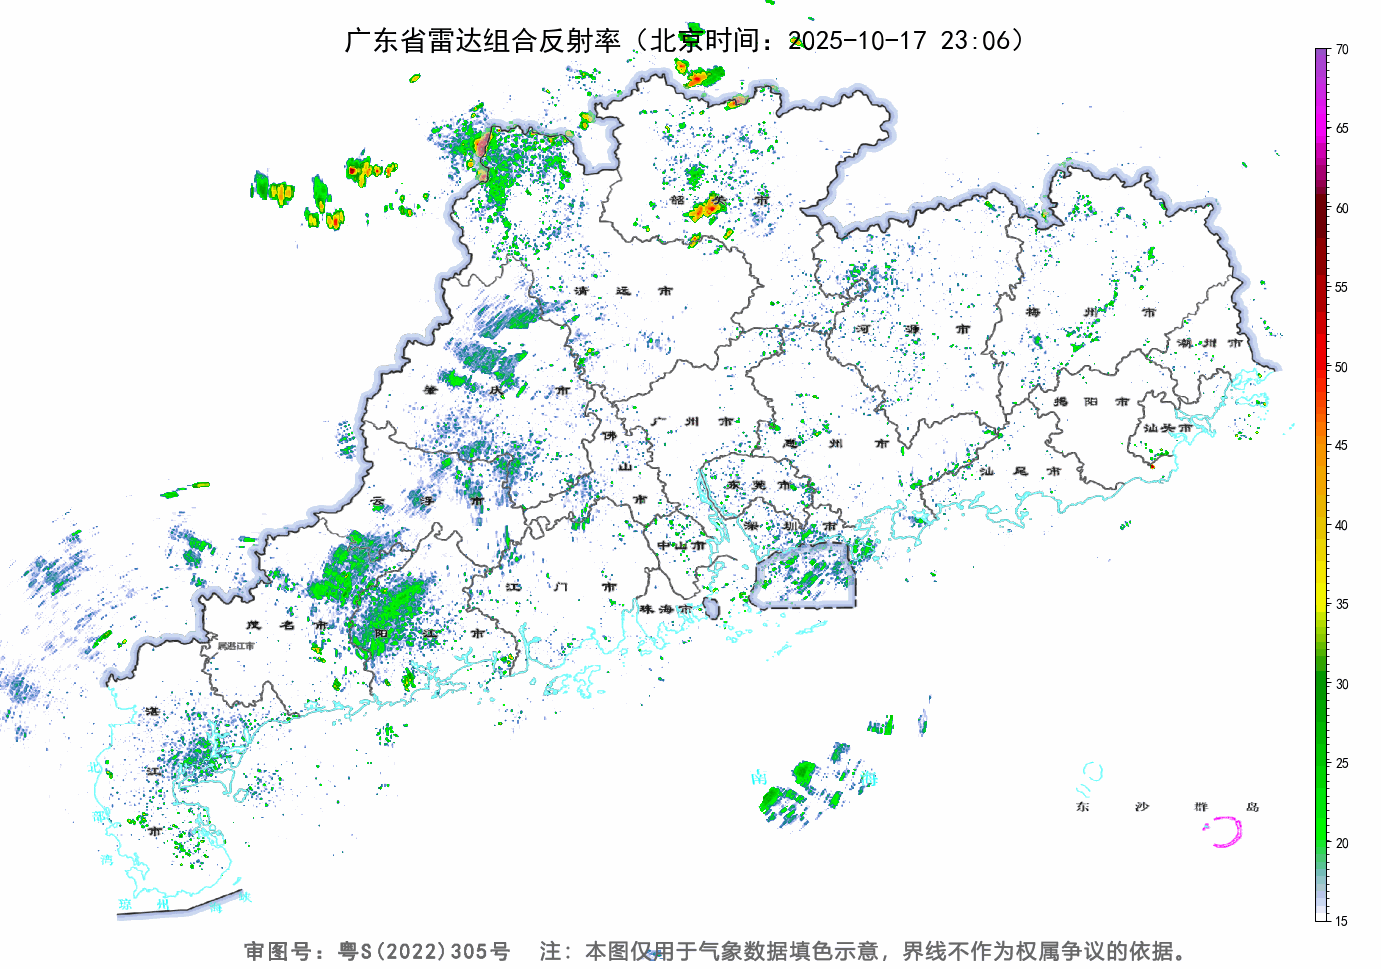 广东省雷达组合反射率（北京时间：2025-10-17 23:06）
70
65
60
55
50
45
40
35
30
25
20
15
韶关市
清远市
河源市
梅州市
潮州市
肇庆市
广州市
惠州市
揭阳市
汕头市
佛山市
东莞市
汕尾市
云浮市
深圳市
中山市
江门市
珠海市
茂名市
阳江市
属湛江市
湛江市
南海
东沙群岛
北部湾
琼州海峡
审图号：粤S(2022)305号 注：本图仅用于气象数据填色示意，界线不作为权属争议的依据。